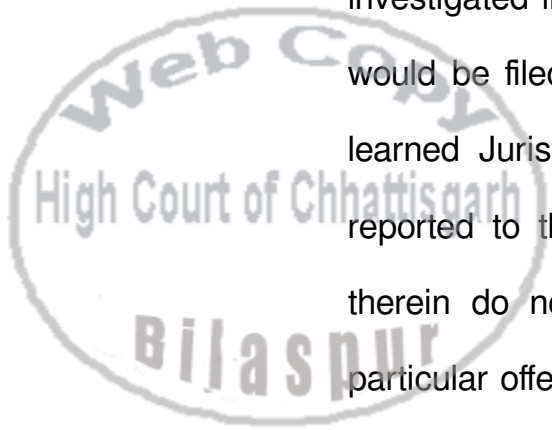 investigated i
Web Copy
would be filed
learned Juris
High Court of Chhattisgarh
reported to th
therein do no
Bilaspur
particular offe